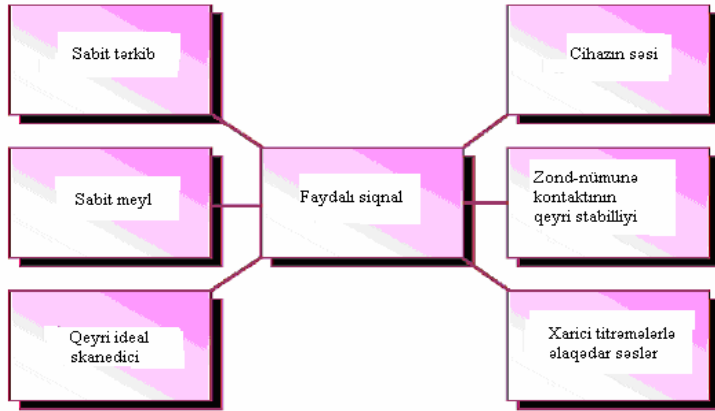 Sabit tərkib
Cihazın səsi
Sabit meyl
Faydalı siqnal
Zond-nümunə
kontaktının
qeyri stabilliyi
Qeyri ideal
skanedici
Xarici titrəmələrlə
əlaqədar səslər